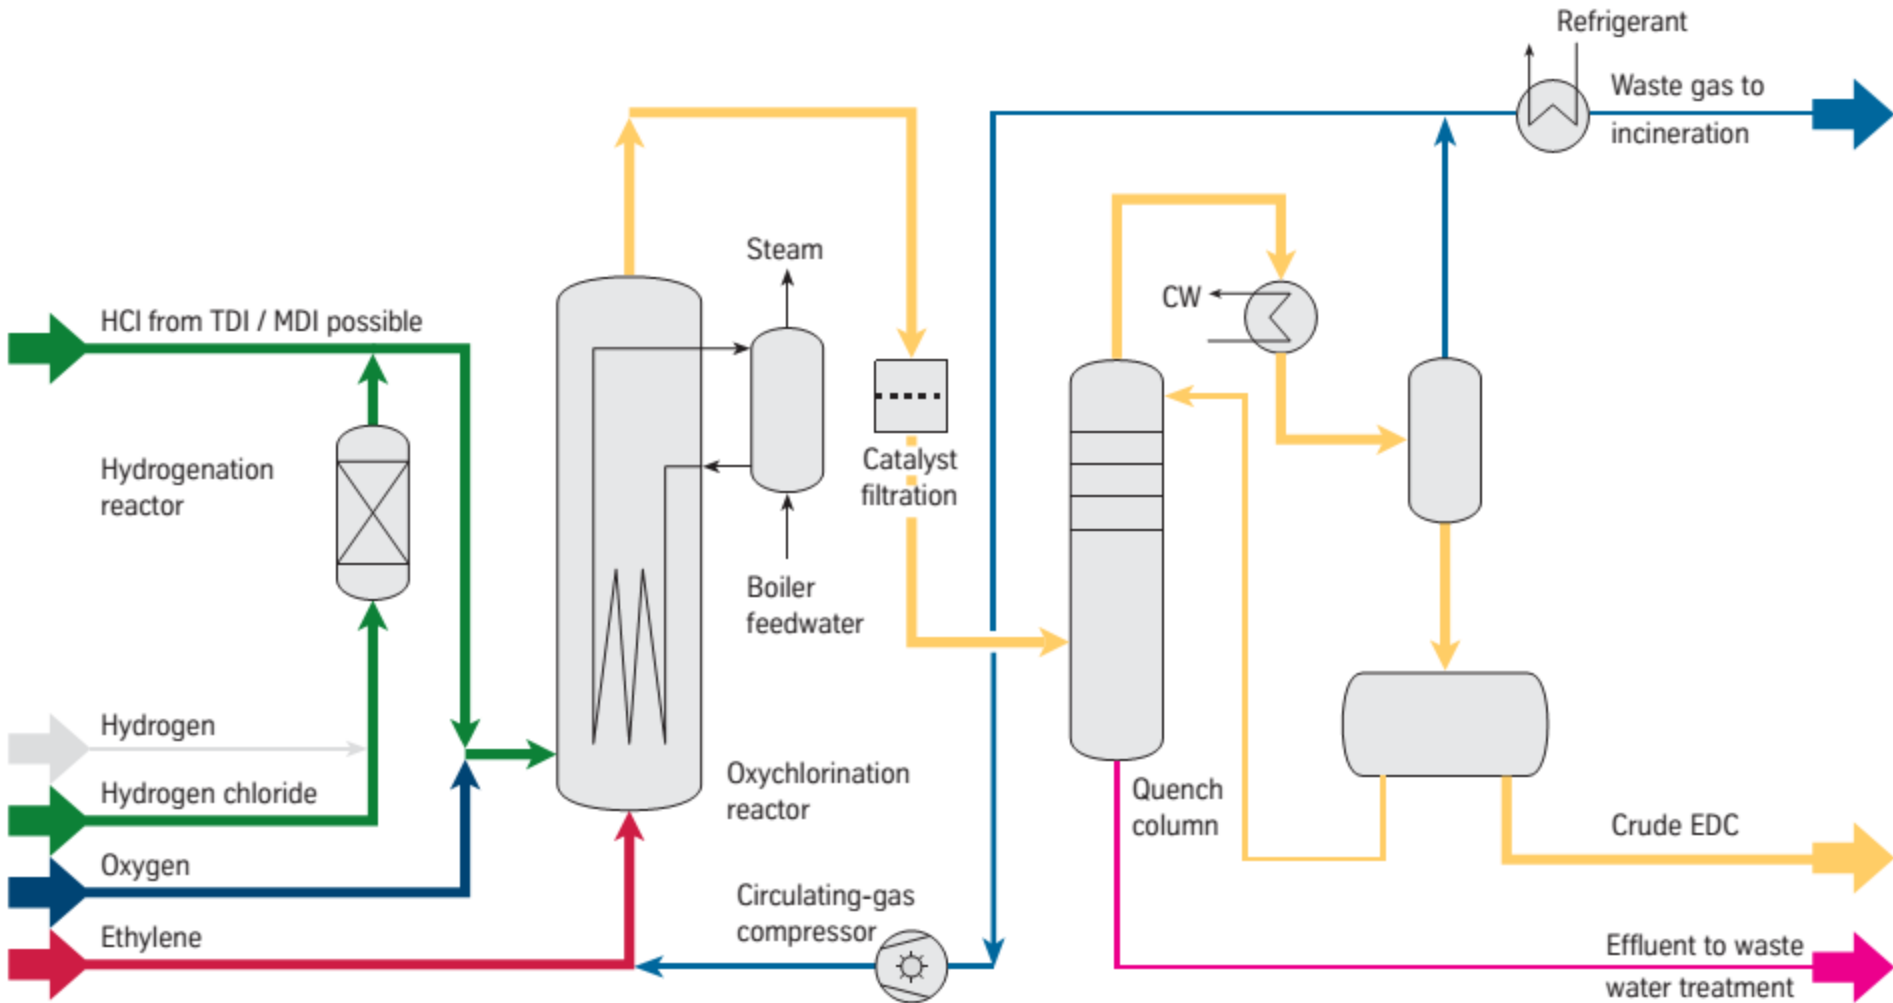 Refrigerant
Waste gas to
incineration
Steam
CW
HCl from TDI / MDI possible
Hydrogenation
reactor
Catalyst
filtration
Boiler
feedwater
Hydrogen
Hydrogen chloride
Oxychlorination
reactor
Quench
column
Crude EDC
Oxygen
Circulating-gas
compressor
Ethylene
Effluent to waste
water treatment